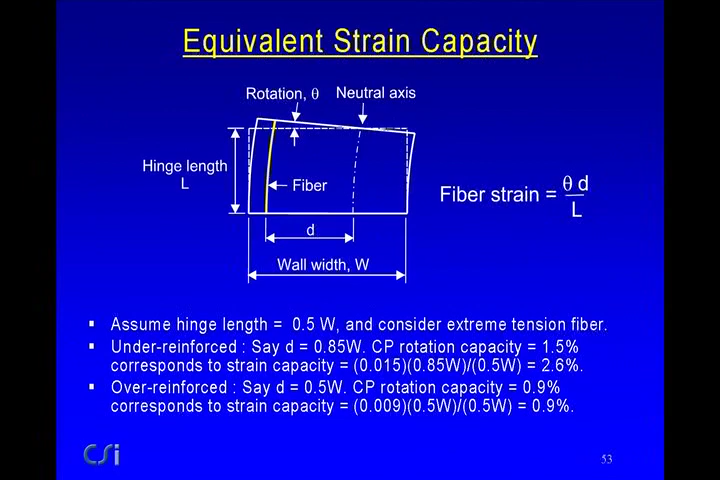 Equivalent Strain Capacity
Rotation, θ
Neutral axis
Hinge length
L
Fiber
Fiber strain = θ d
L
d
Wall width, W
▪ Assume hinge length = 0.5 W, and consider extreme tension fiber.
▪ Under-reinforced : Say d = 0.85W. CP rotation capacity = 1.5%
corresponds to strain capacity = (0.015)(0.85W)/(0.5W) = 2.6%.
▪ Over-reinforced : Say d = 0.5W. CP rotation capacity = 0.9%
corresponds to strain capacity = (0.009)(0.5W)/(0.5W) = 0.9%.
CSi
53